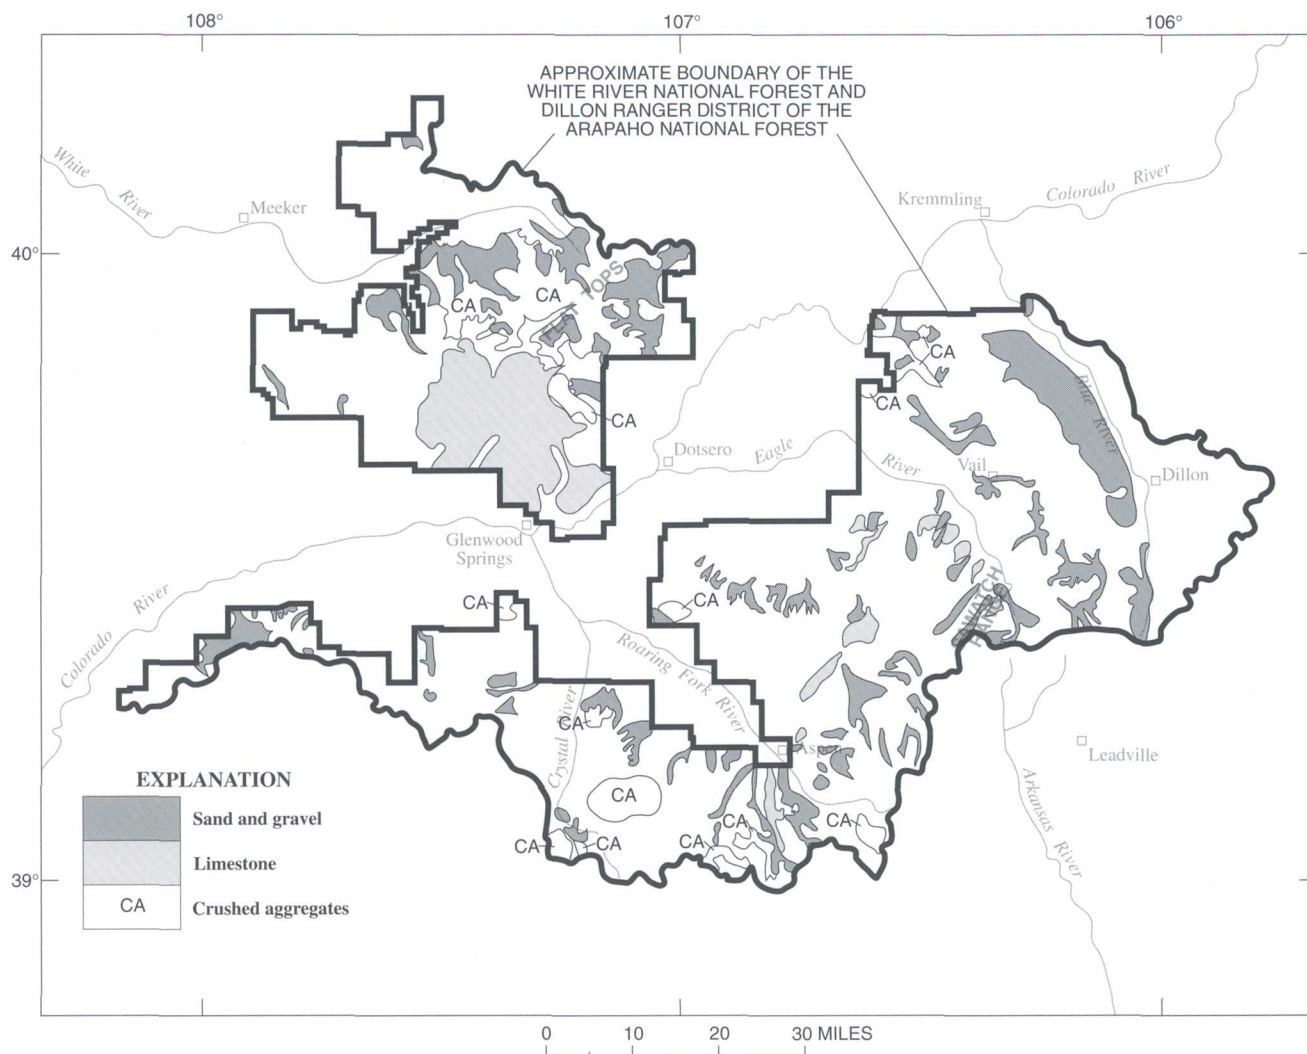 108°
107°
106°
APPROXIMATE BOUNDARY OF THE
WHITE RIVER NATIONAL FOREST AND
DILLON RANGER DISTRICT OF THE
ARAPAHO NATIONAL FOREST
White
River
Meeker
Kremmling
Colorado River
40°
CA
CA
FLAT TOPS
CA
CA
CA
Blue River
Dotsero
Eagle
River
Vail
Dillon
Glenwood
Springs
Colorado River
CA
CA
SAWATCH
RANGE
Roaring Fork River
Crystal River
CA
Aspen
Leadville
Arkansas River
CA
CA
CA
CA
CA
CA
39°
EXPLANATION
Sand and gravel
Limestone
CA Crushed aggregates
0 10 20 30 MILES